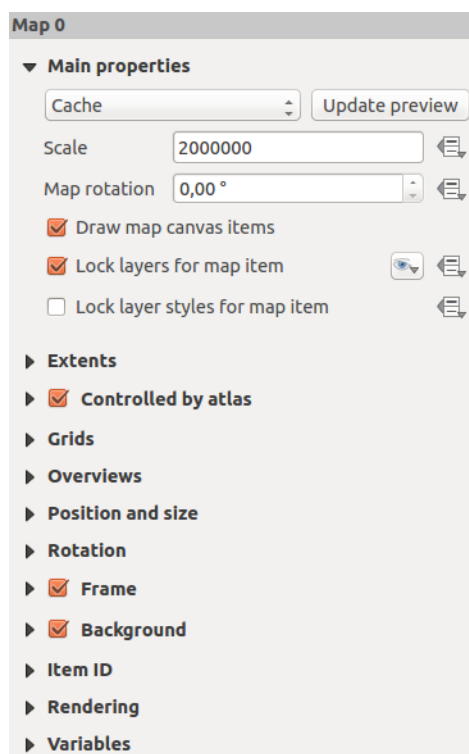 Map 0
Main properties
Cache Update preview
Scale 2000000
Map rotation 0,00 °
Draw map canvas items
Lock layers for map item
Lock layer styles for map item
Extents
Controlled by atlas
Grids
Overviews
Position and size
Rotation
Frame
Background
Item ID
Rendering
Variables